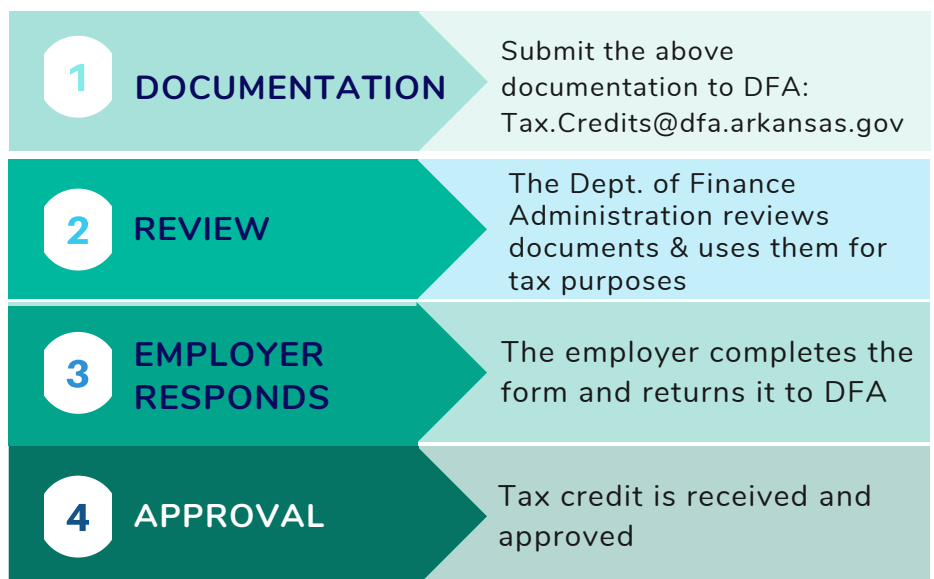 1
DOCUMENTATION
Submit the above
documentation to DFA:
Tax.Credits@dfa.arkansas.gov
2
REVIEW
The Dept. of Finance
Administration reviews
documents & uses them for
tax purposes
3
EMPLOYER
RESPONDS
The employer completes the
form and returns it to DFA
4
APPROVAL
Tax credit is received and
approved